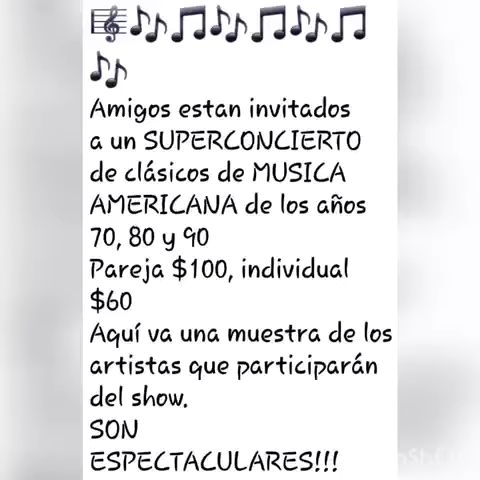 Amigos estan invitados
a un SUPERCONCIERTO
de clásicos de MUSICA
AMERICANA de los años
70, 80 y 90
Pareja $100, individual
$60
Aquí va una muestra de los
artistas que participarán
del show.
SON
ESPECTACULARES!!!